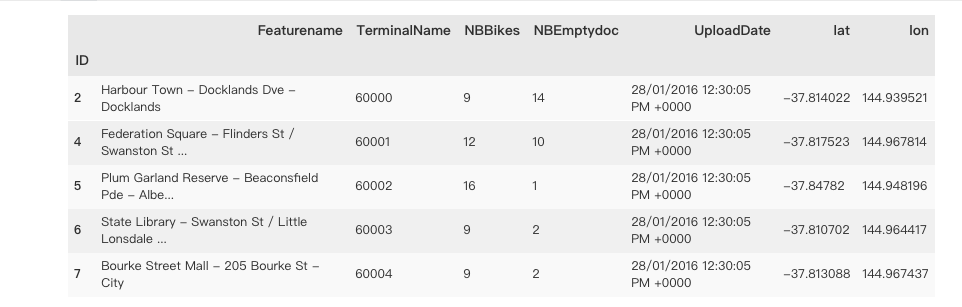 Featurename TerminalName NBBikes NBEmptydoc UploadDate lat lon
ID
2 Harbour Town – Docklands Dve – Docklands 60000 9 14 28/01/2016 12:30:05 PM +0000 −37.814022 144.939521
4 Federation Square – Flinders St / Swanston St ... 60001 12 10 28/01/2016 12:30:05 PM +0000 −37.817523 144.967814
5 Plum Garland Reserve – Beaconsfield Pde – Albe... 60002 16 1 28/01/2016 12:30:05 PM +0000 −37.84782 144.948196
6 State Library – Swanston St / Little Lonsdale ... 60003 9 2 28/01/2016 12:30:05 PM +0000 −37.810702 144.964417
7 Bourke Street Mall – 205 Bourke St – City 60004 9 2 28/01/2016 12:30:05 PM +0000 −37.813088 144.967437